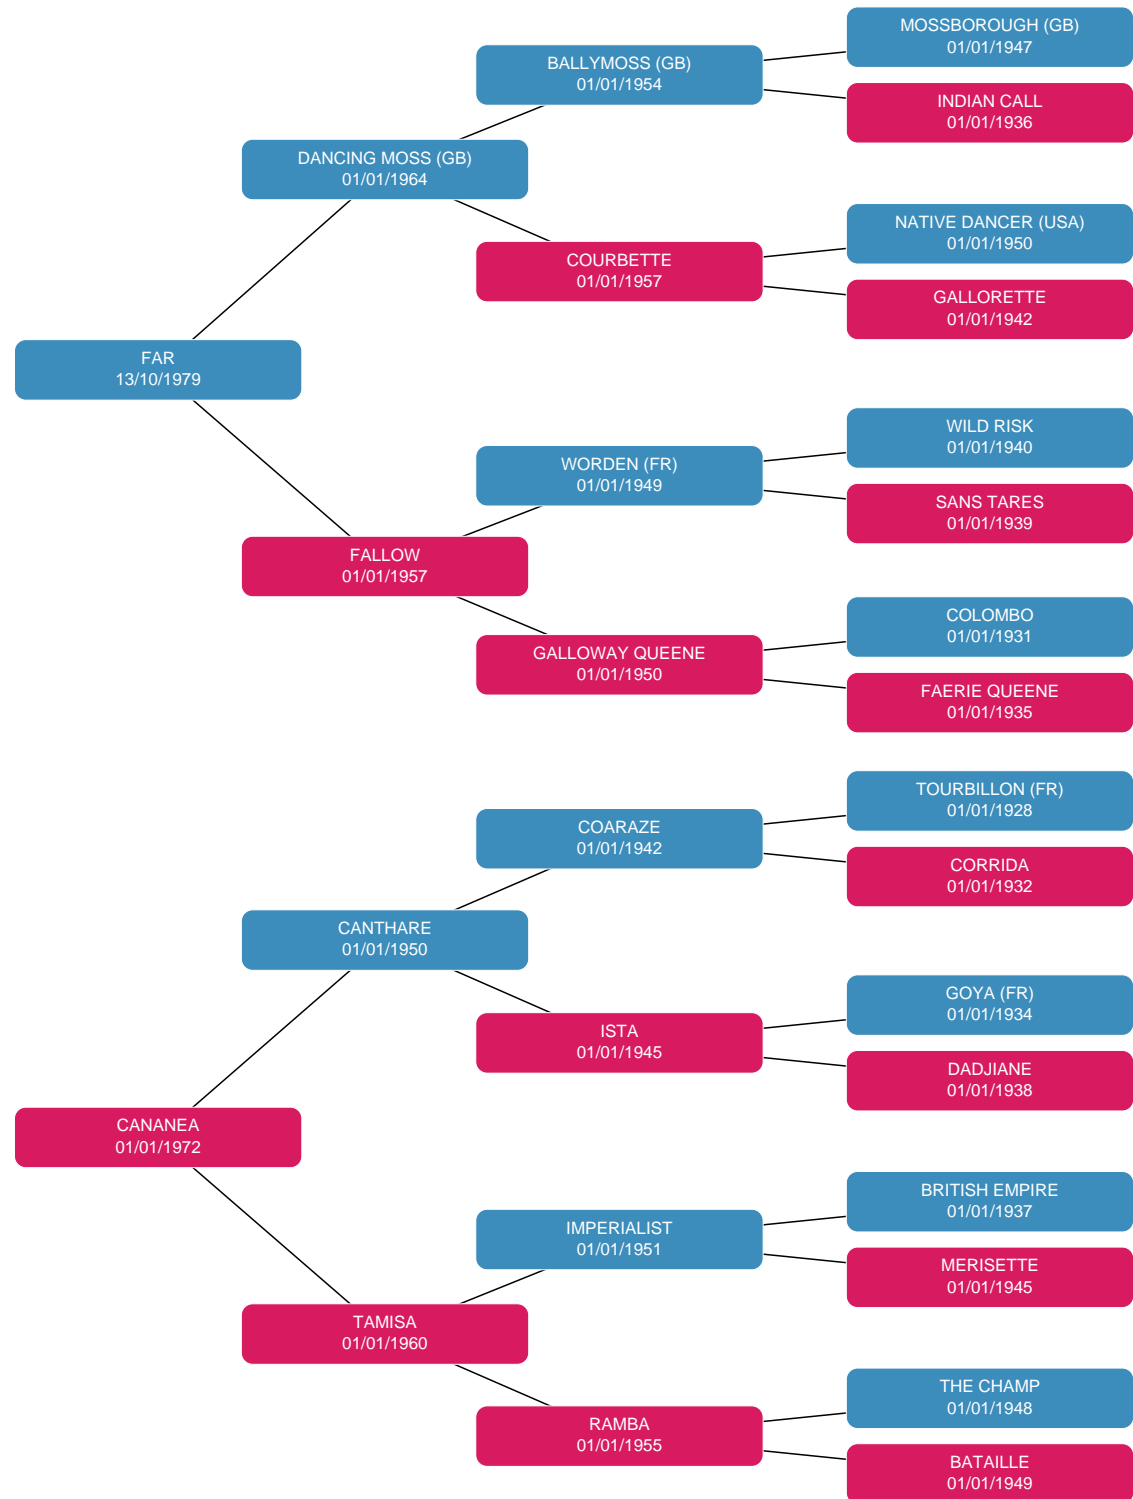 MOSSBOROUGH (GB)
01/01/1947
BALLYMOSS (GB)
01/01/1954
INDIAN CALL
01/01/1936
DANCING MOSS (GB)
01/01/1964
NATIVE DANCER (USA)
01/01/1950
COURBETTE
01/01/1957
GALLORETTE
01/01/1942
FAR
13/10/1979
WILD RISK
01/01/1940
WORDEN (FR)
01/01/1949
SANS TARES
01/01/1939
FALLOW
01/01/1957
COLOMBO
01/01/1931
GALLOWAY QUEENE
01/01/1950
FAERIE QUEENE
01/01/1935
TOURBILLON (FR)
01/01/1928
COARAZE
01/01/1942
CORRIDA
01/01/1932
CANTHARE
01/01/1950
GOYA (FR)
01/01/1934
ISTA
01/01/1945
DADJIANE
01/01/1938
CANANEA
01/01/1972
BRITISH EMPIRE
01/01/1937
IMPERIALIST
01/01/1951
MERISETTE
01/01/1945
TAMISA
01/01/1960
THE CHAMP
01/01/1948
RAMBA
01/01/1955
BATAILLE
01/01/1949